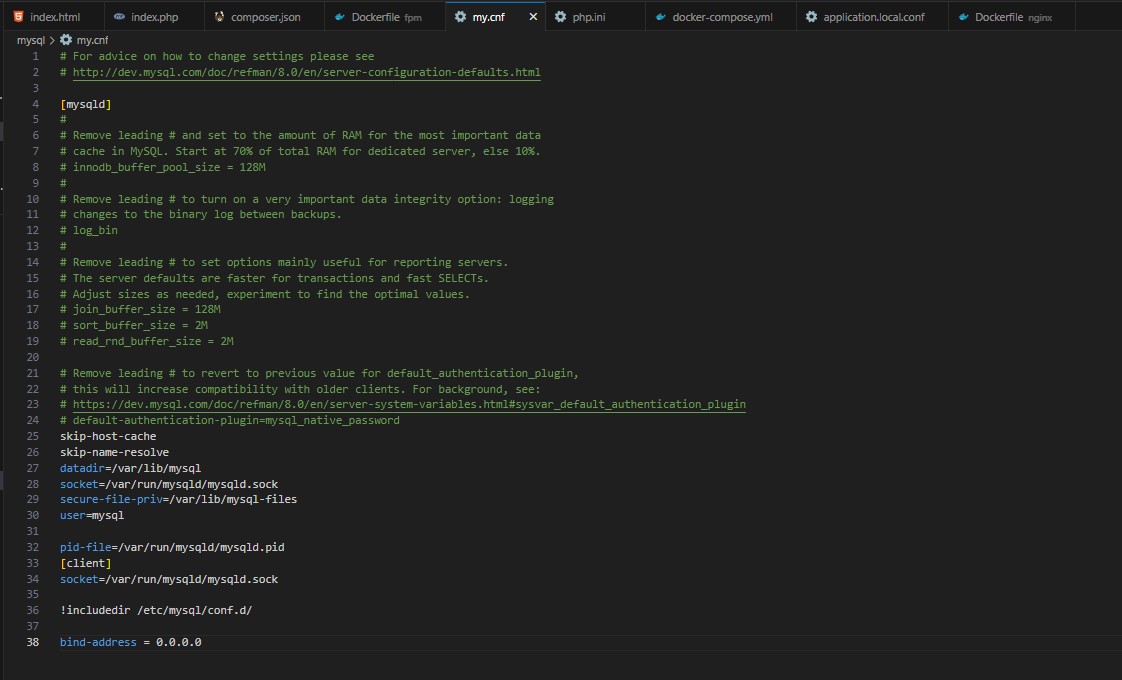 index.html
index.php
composer.json
Dockerfile fpm
my.cnf
php.ini
docker-compose.yml
application.local.conf
Dockerfile nginx
mysql > my.cnf
1 # For advice on how to change settings please see
2 # http://dev.mysql.com/doc/refman/8.0/en/server-configuration-defaults.html
3
4 [mysqld]
5 #
6 # Remove leading # and set to the amount of RAM for the most important data
7 # cache in MySQL. Start at 70% of total RAM for dedicated server, else 10%.
8 # innodb_buffer_pool_size = 128M
9 #
10 # Remove leading # to turn on a very important data integrity option: logging
11 # changes to the binary log between backups.
12 # log_bin
13 #
14 # Remove leading # to set options mainly useful for reporting servers.
15 # The server defaults are faster for transactions and fast SELECTs.
16 # Adjust sizes as needed, experiment to find the optimal values.
17 # join_buffer_size = 128M
18 # sort_buffer_size = 2M
19 # read_rnd_buffer_size = 2M
20
21 # Remove leading # to revert to previous value for default_authentication_plugin,
22 # this will increase compatibility with older clients. For background, see:
23 # https://dev.mysql.com/doc/refman/8.0/en/server-system-variables.html#sysvar_default_authentication_plugin
24 # default-authentication-plugin=mysql_native_password
25 skip-host-cache
26 skip-name-resolve
27 datadir=/var/lib/mysql
28 socket=/var/run/mysqld/mysqld.sock
29 secure-file-priv=/var/lib/mysql-files
30 user=mysql
31
32 pid-file=/var/run/mysqld/mysqld.pid
33 [client]
34 socket=/var/run/mysqld/mysqld.sock
35
36 !includedir /etc/mysql/conf.d/
37
38 bind-address = 0.0.0.0